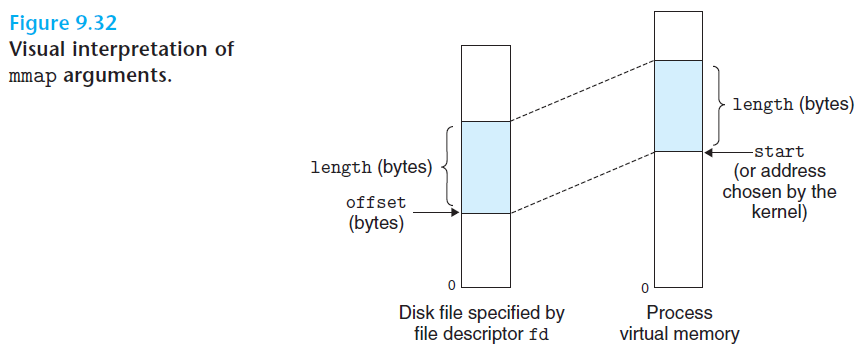 Figure 9.32
Visual interpretation of
mmap arguments.
length (bytes)
offset
(bytes)
0
Disk file specified by
file descriptor fd
length (bytes)
start
(or address
chosen by the
kernel)
0
Process
virtual memory